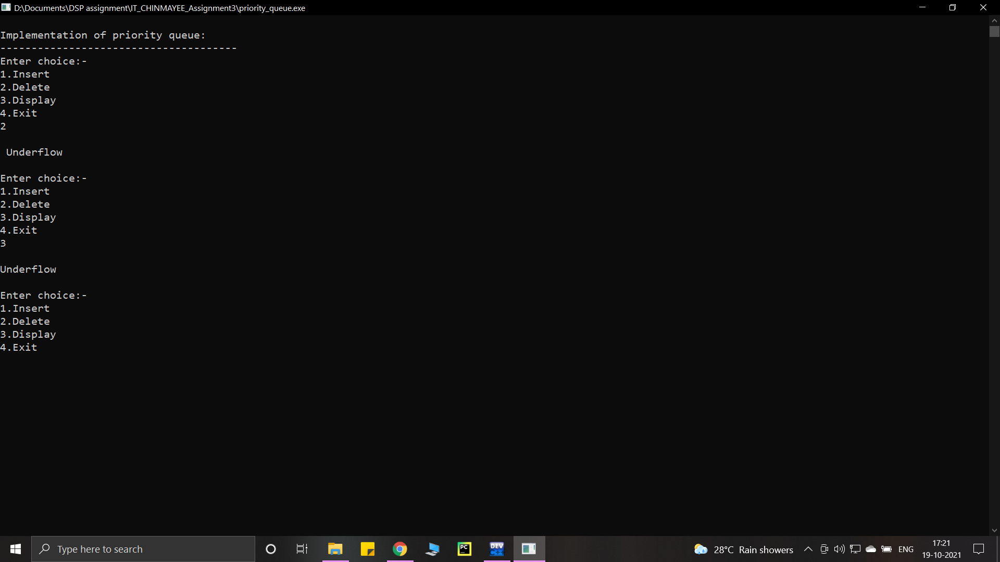 D:\Documents\DSP assignment\IT_CHINMAYEE_Assignment3\priority_queue.exe
Implementation of priority queue:
--------------------------------------
Enter choice:-
1.Insert
2.Delete
3.Display
4.Exit
2
Underflow
Enter choice:-
1.Insert
2.Delete
3.Display
4.Exit
3
Underflow
Enter choice:-
1.Insert
2.Delete
3.Display
4.Exit
Type here to search
PC
DEV
C++
28°C Rain showers
ENG
17:21
19-10-2021